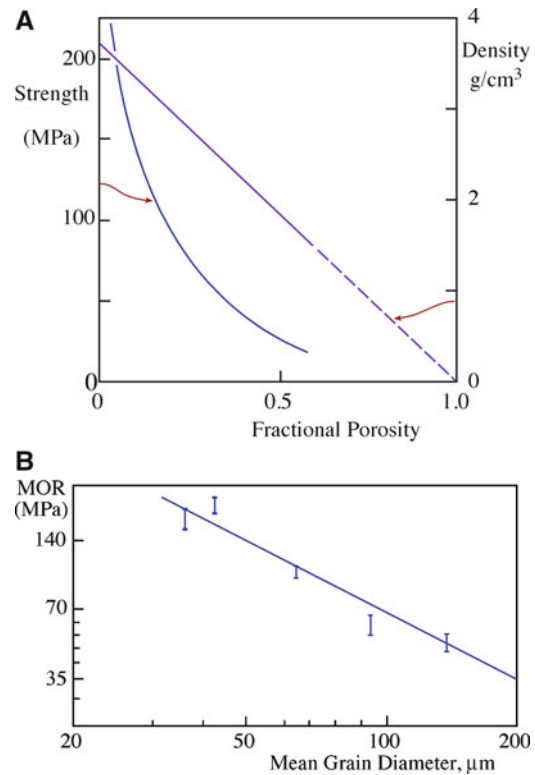 A
4
200
Density
g/cm³
Strength
(MPa)
2
100
0
0
0
0.5
1.0
Fractional Porosity
B
MOR
(MPa)
140
70
35
20
50
100
200
Mean Grain Diameter, μm